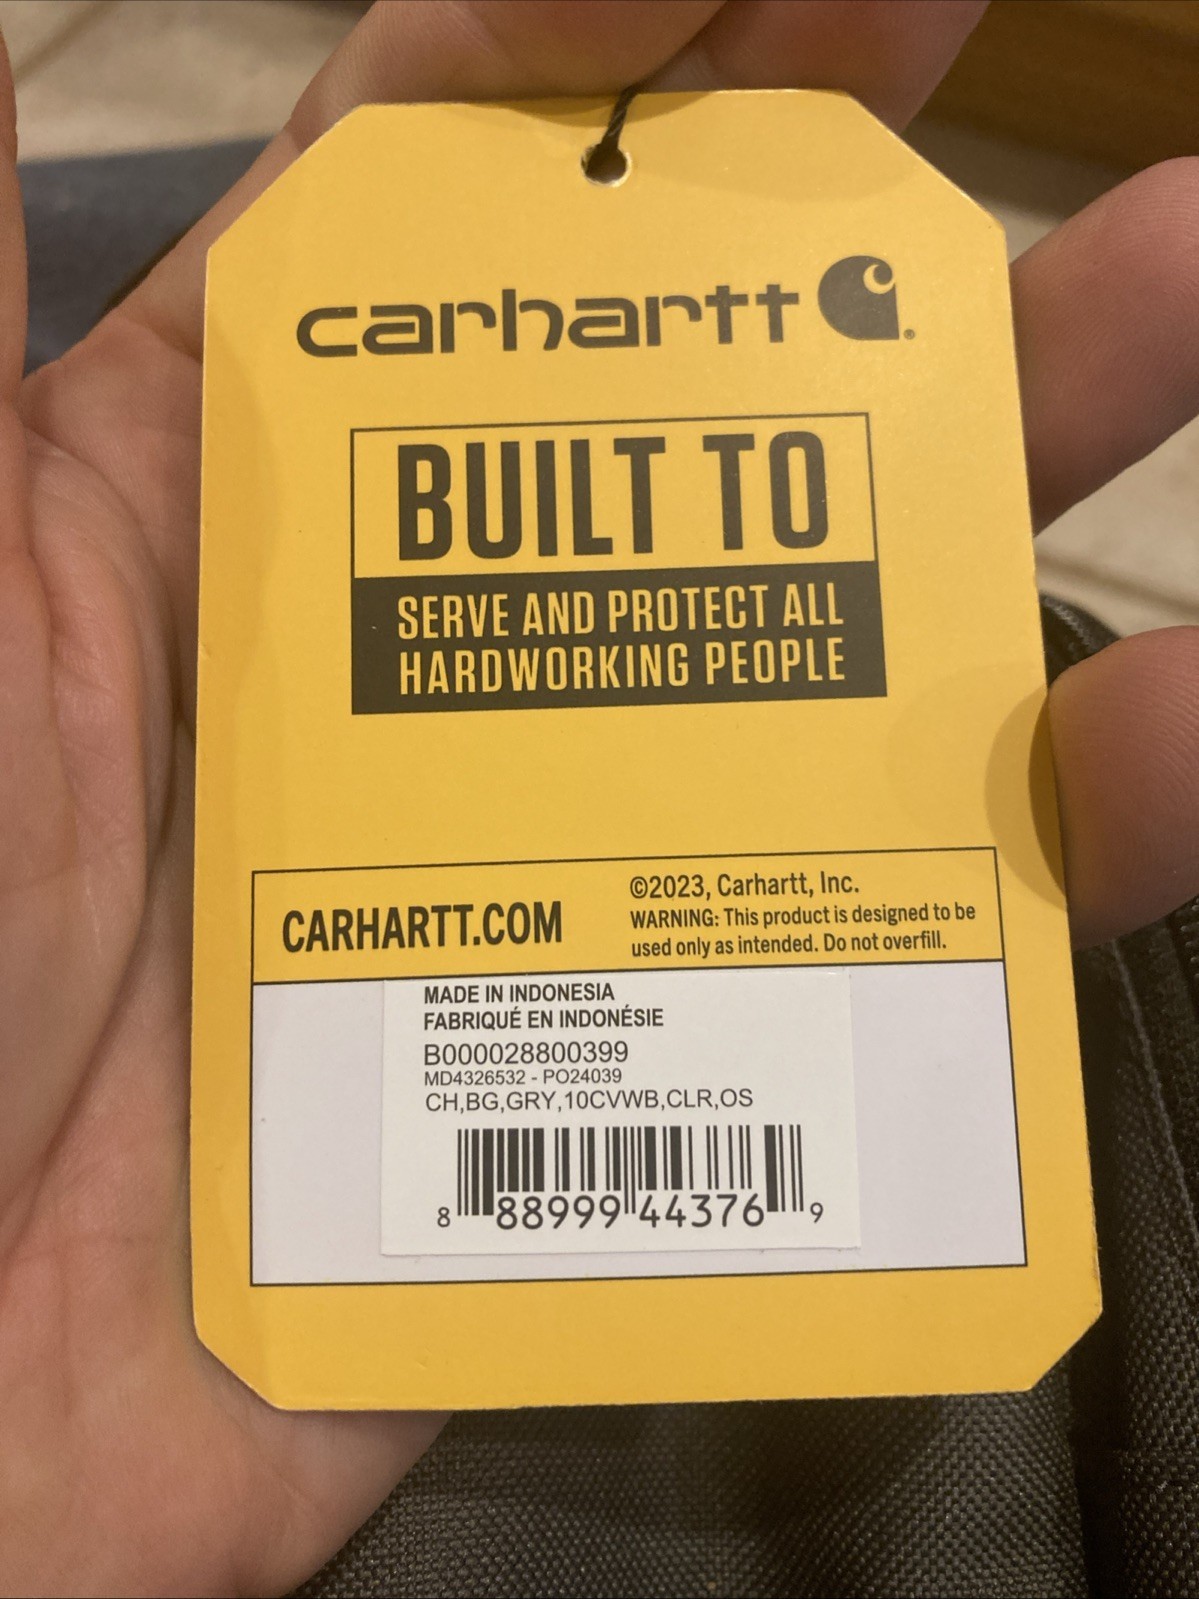 carhartt
BUILT TO
SERVE AND PROTECT ALL
HARDWORKING PEOPLE
CARHARTT.COM
©2023, Carhartt, Inc.
WARNING: This product is designed to be
used only as intended. Do not overfill.
MADE IN INDONESIA
FABRIQUÉ EN INDONÉSIE
B000028800399
MD4326532 - PO24039
CH,BG,GRY,10CVWB,CLR,OS
8 88999 44376 9